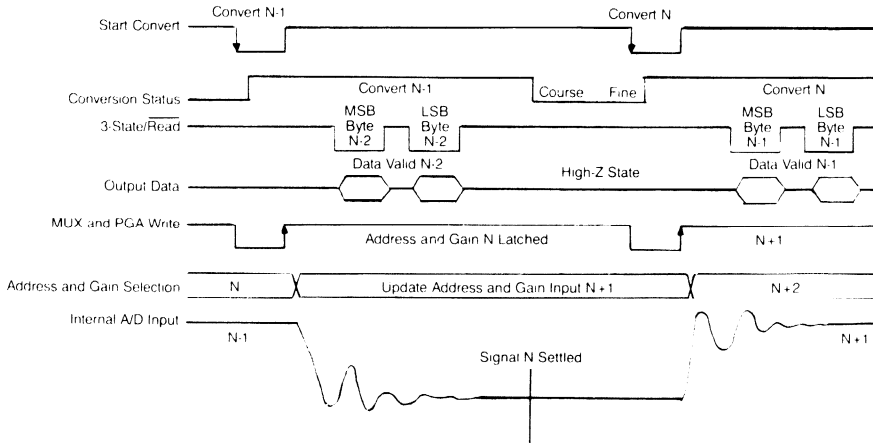 Convert N-1
Convert N
Start Convert
Convert N-1
Course Fine
Convert N
Conversion Status
MSB Byte N-2
LSB Byte N-2
MSB Byte N-1
LSB Byte N-1
3-State/Read
Data Valid N-2
High-Z State
Data Valid N-1
Output Data
MUX and PGA Write
Address and Gain N Latched
N+1
Address and Gain Selection
N
Update Address and Gain Input N+1
N+2
Internal A/D Input
N-1
Signal N Settled
N+1